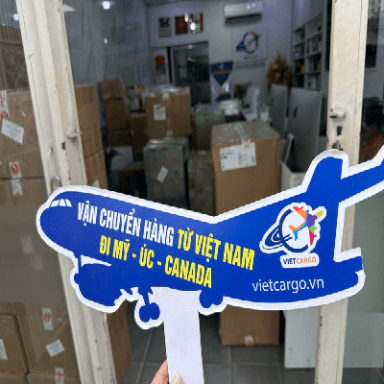 VẬN CHUYỂN HÀNG TỪ VIỆT NAM
ĐI MỸ - ÚC - CANADA
VIETCARGO
vietcargo.vn